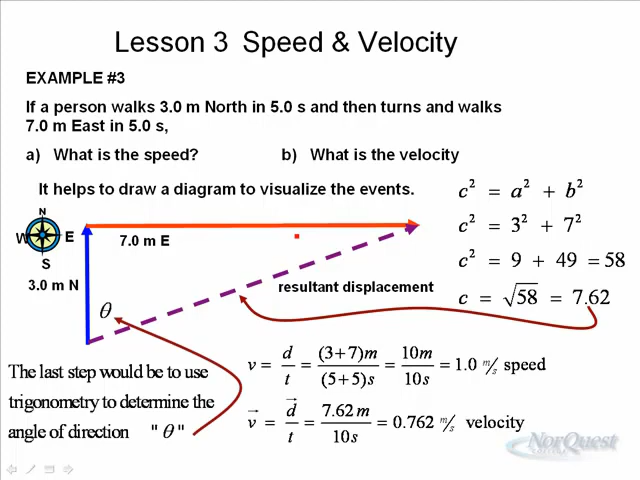 Lesson 3 Speed & Velocity
EXAMPLE #3
If a person walks 3.0 m North in 5.0 s and then turns and walks
7.0 m East in 5.0 s,
a) What is the speed? b) What is the velocity
It helps to draw a diagram to visualize the events.
c² = a² + b²
c² = 3² + 7²
c² = 9 + 49 = 58
c = √58 = 7.62
N
W E
S
7.0 m E
3.0 m N
θ
resultant displacement
v = d/t = (3+7)m/(5+5)s = 10m/10s = 1.0 m/s speed
v⃗ = d⃗/t = 7.62 m/10s = 0.762 m/s velocity
The last step would be to use
trigonometry to determine the
angle of direction "θ"
NorQuest